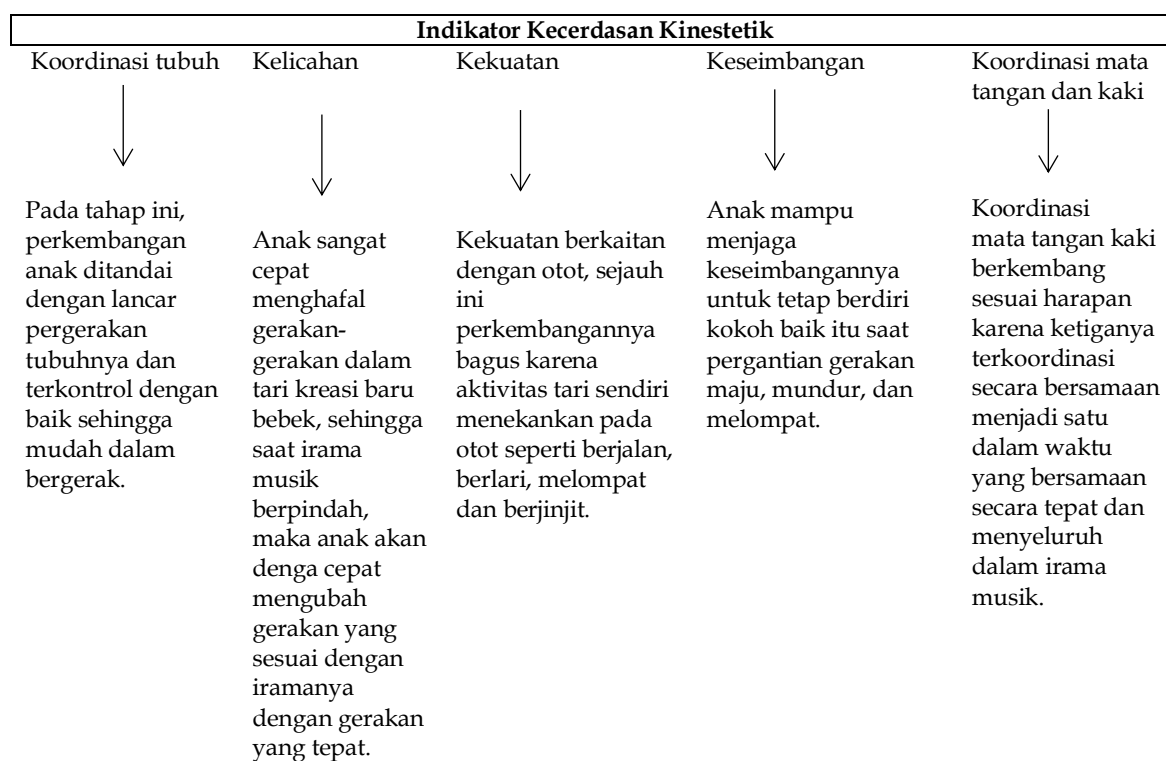 Indikator Kecerdasan Kinestetik
Koordinasi tubuh
Kelicahan
Kekuatan
Keseimbangan
Koordinasi mata
tangan dan kaki
Pada tahap ini,
perkembangan
anak ditandai
dengan lancar
pergerakan
tubuhnya dan
terkontrol dengan
baik sehingga
mudah dalam
bergerak.
Anak sangat
cepat
menghafal
gerakan-
gerakan dalam
tari kreasi baru
bebek, sehingga
saat irama
musik
berpindah,
maka anak akan
denga cepat
mengubah
gerakan yang
sesuai dengan
iramanya
dengan gerakan
yang tepat.
Kekuatan berkaitan
dengan otot, sejauh
ini
perkembangannya
bagus karena
aktivitas tari sendiri
menekankan pada
otot seperti berjalan,
berlari, melompat
dan berjinjit.
Anak mampu
menjaga
keseimbangannya
untuk tetap berdiri
kokoh baik itu saat
pergantian gerakan
maju, mundur, dan
melompat.
Koordinasi
mata tangan kaki
berkembang
sesuai harapan
karena ketiganya
terkoordinasi
secara bersamaan
menjadi satu
dalam waktu
yang bersamaan
secara tepat dan
menyeluruh
dalam irama
musik.